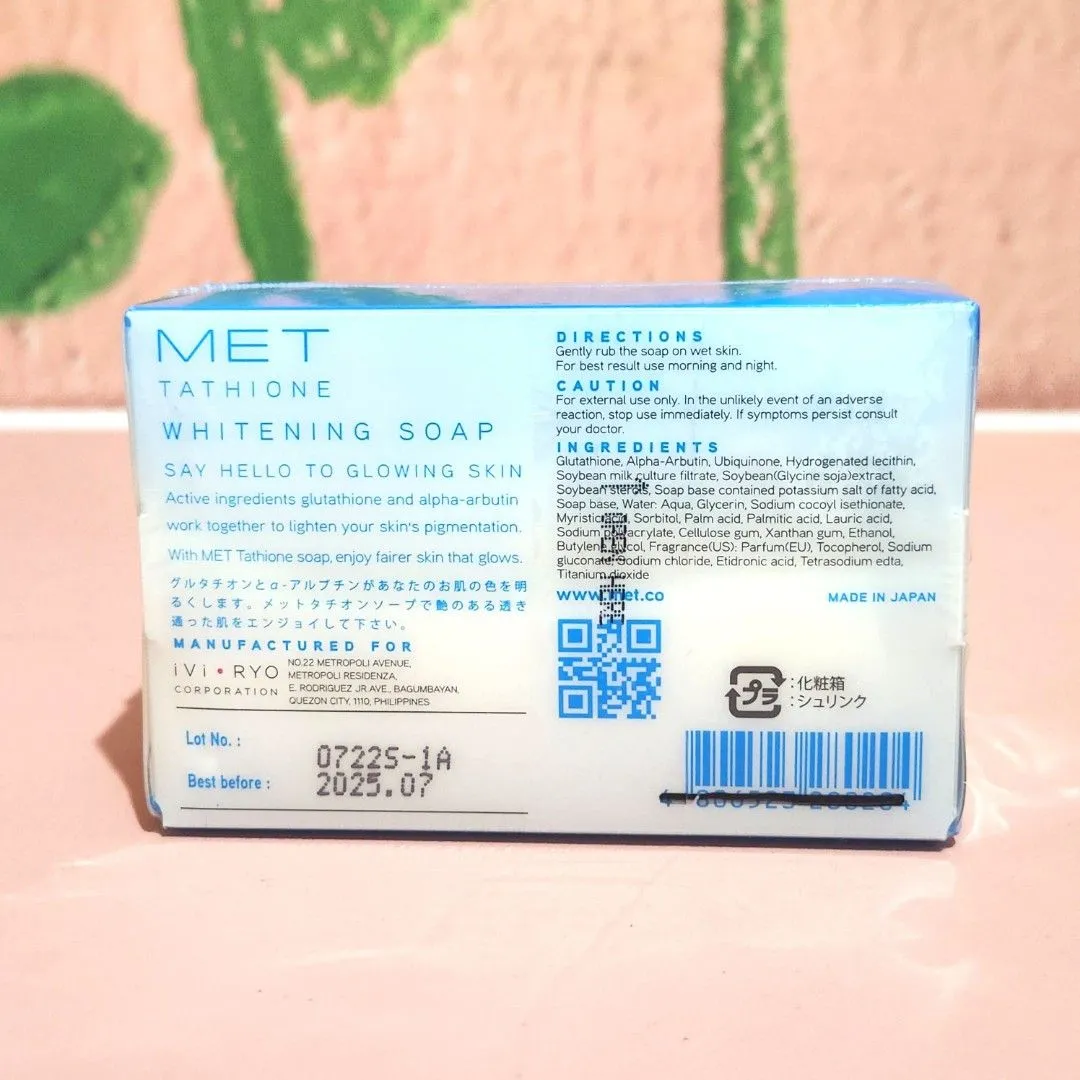 MET
TATHIONE
WHITENING SOAP
SAY HELLO TO GLOWING SKIN
Active ingredients glutathione and alpha-arbutin
work together to lighten your skin's pigmentation.
With MET Tathione soap, enjoy fairer skin that glows.
グルタチオンとα-アルブチンがあなたのお肌の色を明
るくします。メットタチオンソープで艶のある透き
通った肌をエンジョイして下さい。
MANUFACTURED FOR
iVi • RYO
CORPORATION
NO.22 METROPOLI AVENUE,
METROPOLI RESIDENZA,
E. RODRIGUEZ JR.AVE., BAGUMBAYAN,
QUEZON CITY, 1110, PHILIPPINES
Lot No. : 0722S-1A
Best before : 2025.07
DIRECTIONS
Gently rub the soap on wet skin.
For best result use morning and night.
CAUTION
For external use only. In the unlikely event of an adverse
reaction, stop use immediately. If symptoms persist consult
your doctor.
INGREDIENTS
Glutathione, Alpha-Arbutin, Ubiquinone, Hydrogenated lecithin,
Soybean milk culture filtrate, Soybean(Glycine soja)extract,
Soybean sterols, Soap base contained potassium salt of fatty acid,
Soap base, Water: Aqua, Glycerin, Sodium cocoyl isethionate,
Myristic Sorbitol, Palm acid, Palmitic acid, Lauric acid,
Sodium Cellulose gum, Xanthan gum, Ethanol,
Fragrance(US): Parfum(EU), Tocopherol, Sodium
gluconate, Sodium chloride, Etidronic acid, Tetrasodium edta,
Titanium dioxide
www.met.co
MADE IN JAPAN
プラ
:化粧箱
:シュリンク